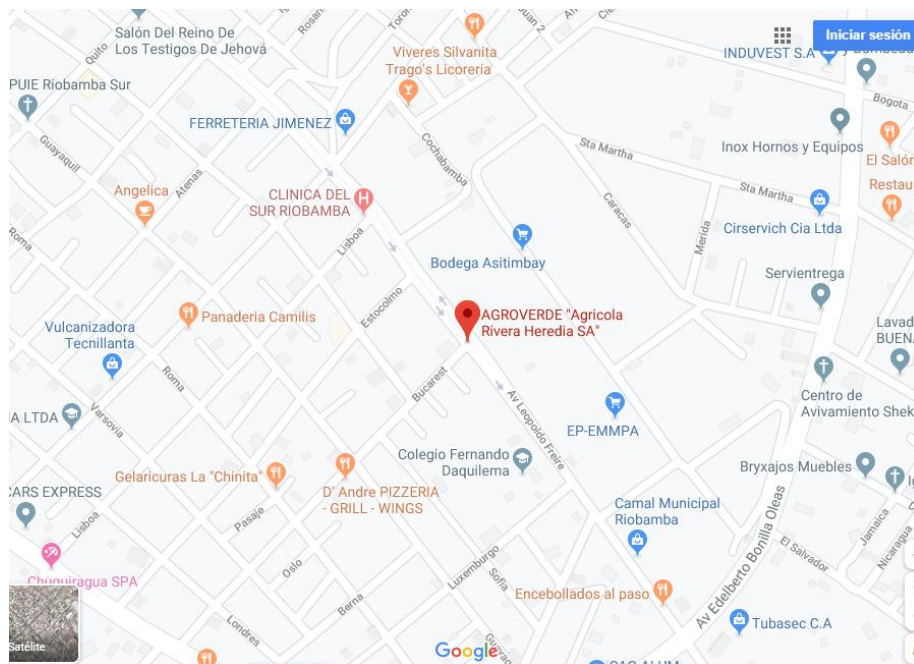 Salón Del Reino De
Los Testigos De Jehová
Quito
Iniciar sesión
INDUVEST S.A
Viveres Silvanita
Trago's Licoreria
PUIE Riobamba Sur
Bogota
FERRETERIA JIMENEZ
Guayaquil
Atenas
Cochabamba
Sta Martha
Inox Hornos y Equipos
El Salón
Angelica
CLINICA DEL
SUR RIOBAMBA
Sta Martha
Restau
Roma
Lisboa
Caracas
Merida
Cirservich Cia Ltda
Bodega Asitimbay
Servientrega
Estocolmo
Panaderia Camilis
AGROVERDE "Agricola
Rivera Heredia SA"
Vulcanizadora
Tecnillanta
Lavad
BUENA
Roma
Bucarest
Av Leopoldo Freire
Centro de
Avivamiento Shek
A LTDA
Varsovia
EP-EMMPA
Colegio Fernando
Daquilema
Gelaricuras La "Chinita"
Bryxajos Muebles
CARS EXPRESS
D' Andre PIZZERIA
- GRILL - WINGS
Camal Municipal
Riobamba
Lisboa
Pasaje
Jamaica
Nicaragua
El Salvador
Av Edelberto Bonilla Oleas
Oslo
Luxemburgo
Sofia
Chuquiragua SPA
Encebollados al paso
Berna
Tubasec C.A
Londres
Satélite
Google